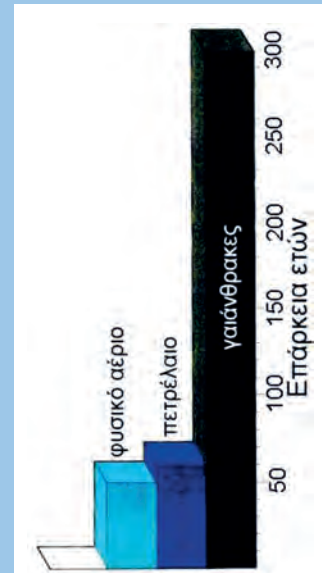 φυσικό αέριο
πετρέλαιο
γαιάνθρακες
50 100 150 200 250 300
Επάρκεια ετών